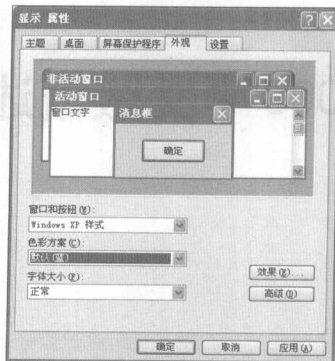 显示 属性
主题 桌面 屏幕保护程序 外观 设置
非活动窗口
活动窗口
窗口文字 消息框
确定
窗口和按钮(W):
Windows XP 样式
色彩方案(C):
默认(蓝)
字体大小(F):
正常
效果(E)...
高级(D)
确定 取消 应用(A)